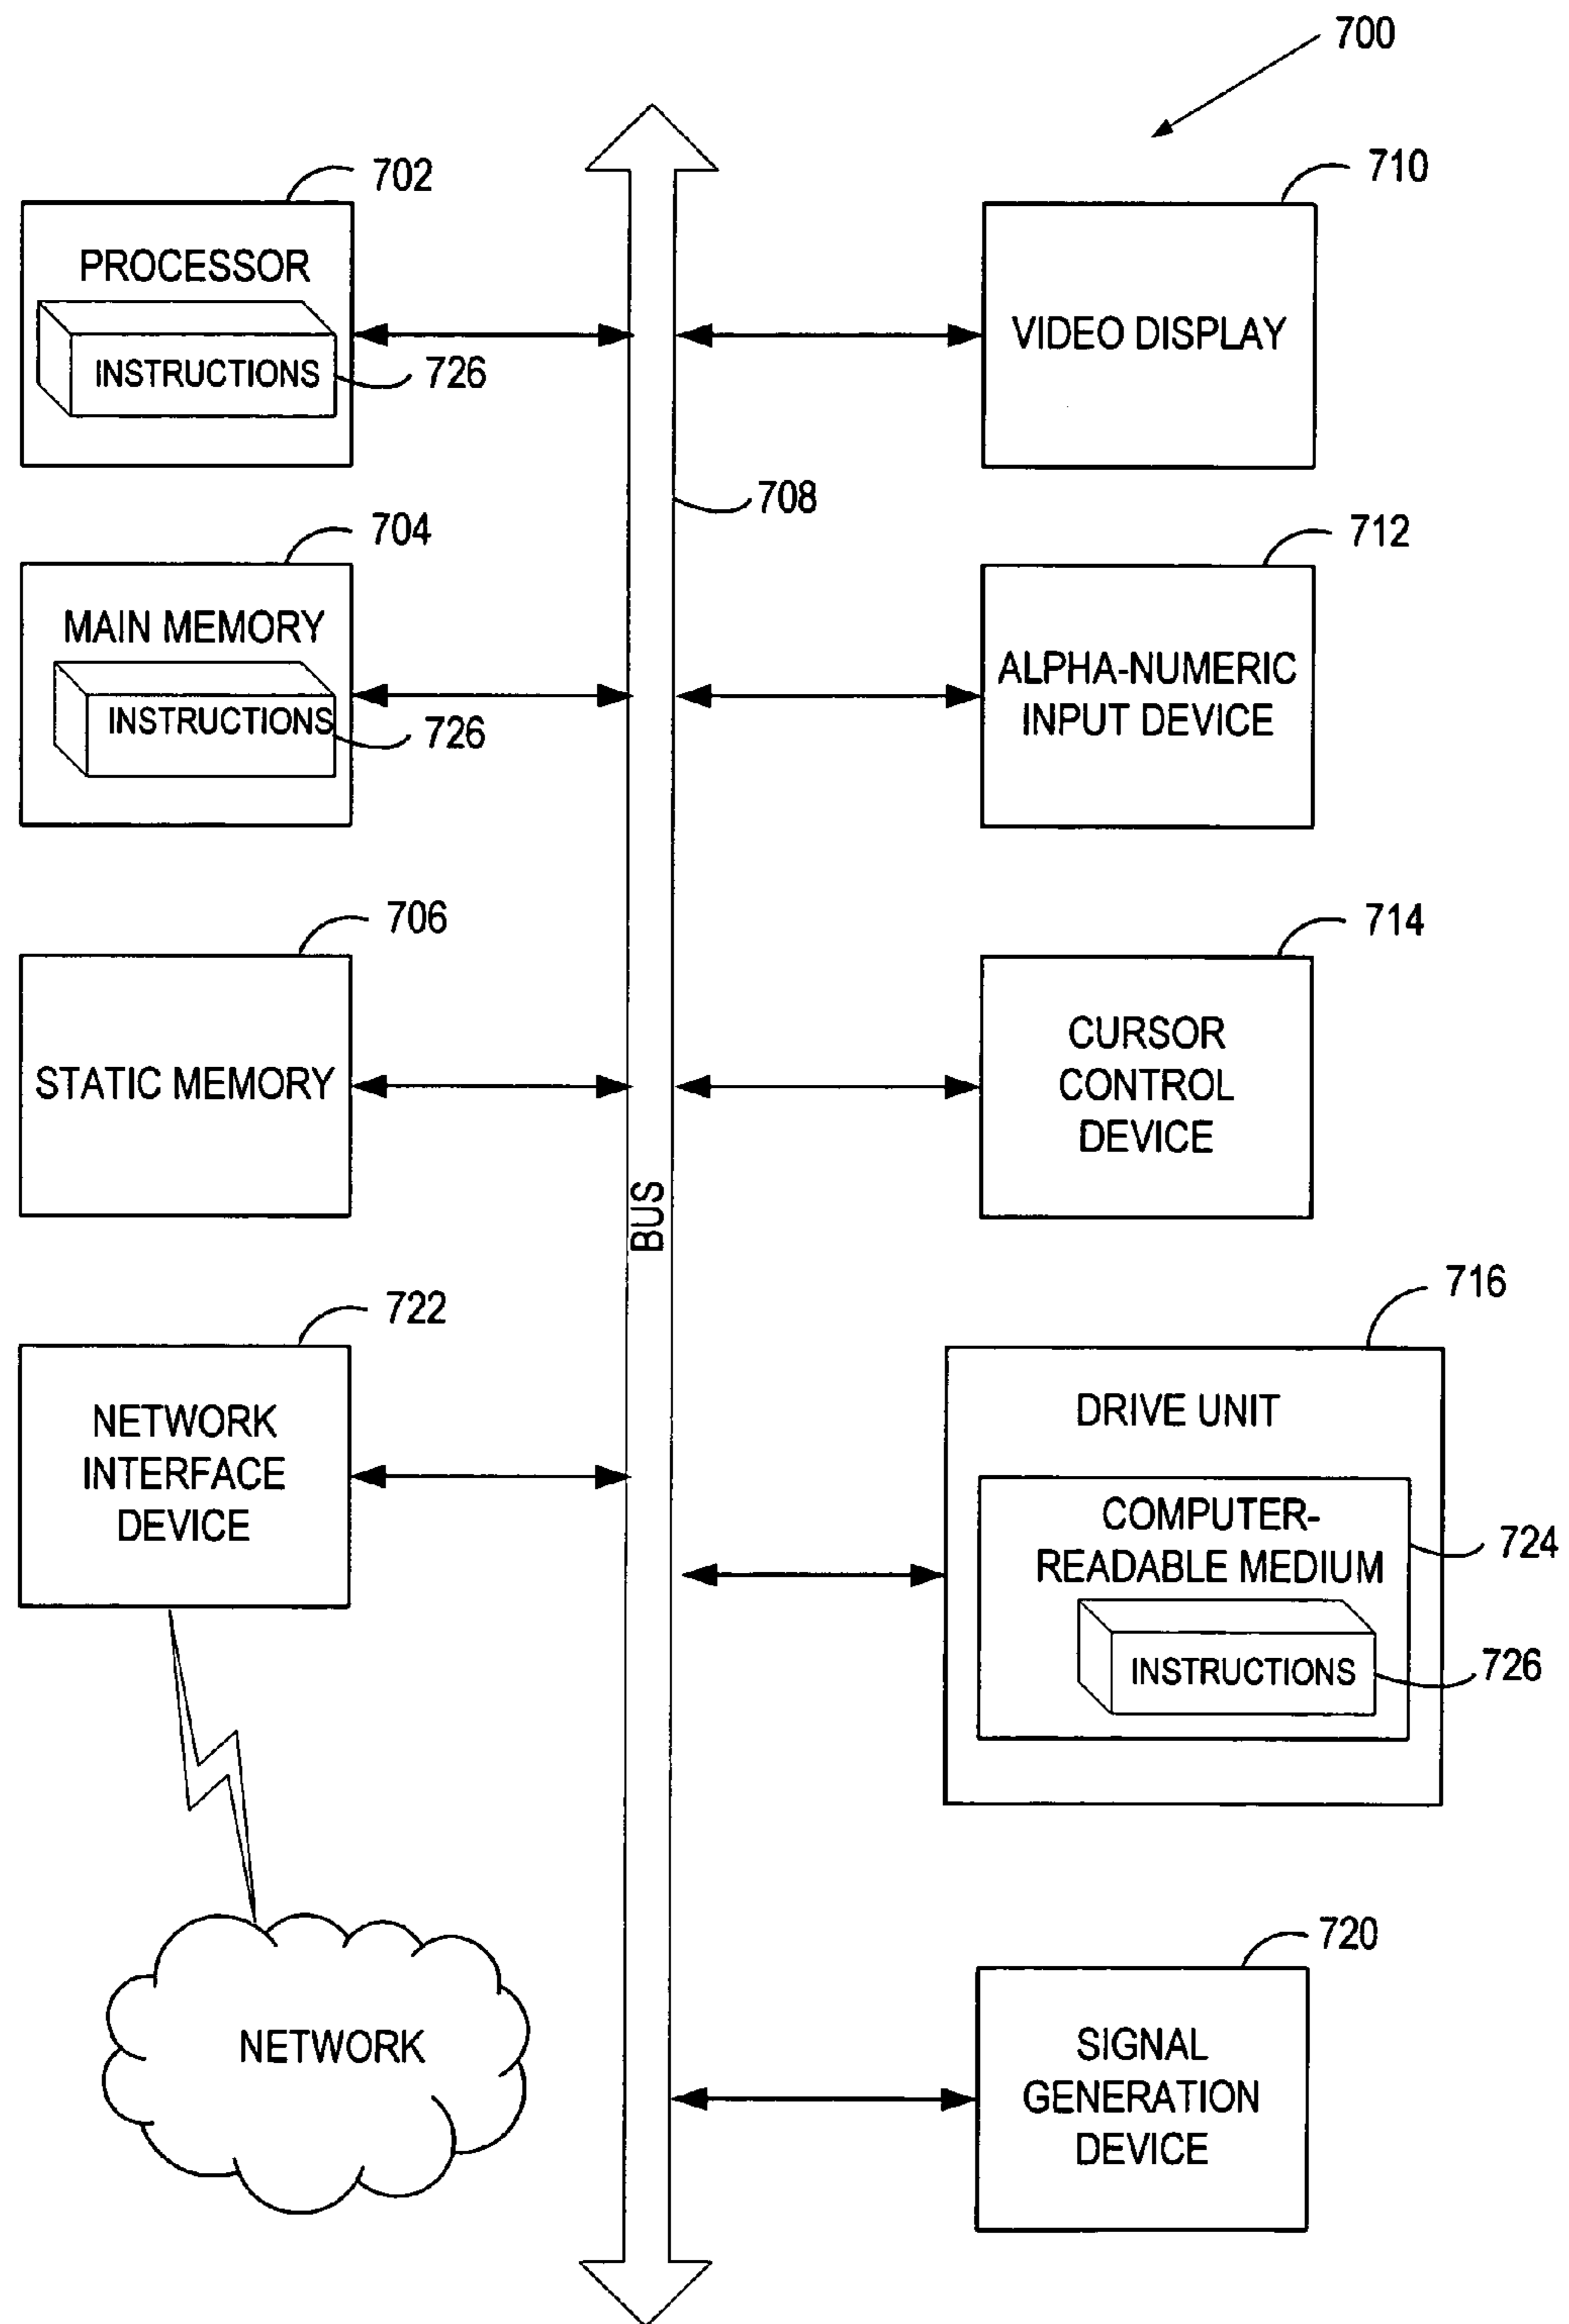 700
702
PROCESSOR
INSTRUCTIONS
726
704
MAIN MEMORY
INSTRUCTIONS
726
706
STATIC MEMORY
722
NETWORK
INTERFACE
DEVICE
NETWORK
BUS
708
710
VIDEO DISPLAY
712
ALPHA-NUMERIC
INPUT DEVICE
714
CURSOR
CONTROL
DEVICE
716
DRIVE UNIT
COMPUTER-
READABLE MEDIUM
724
INSTRUCTIONS
726
720
SIGNAL
GENERATION
DEVICE